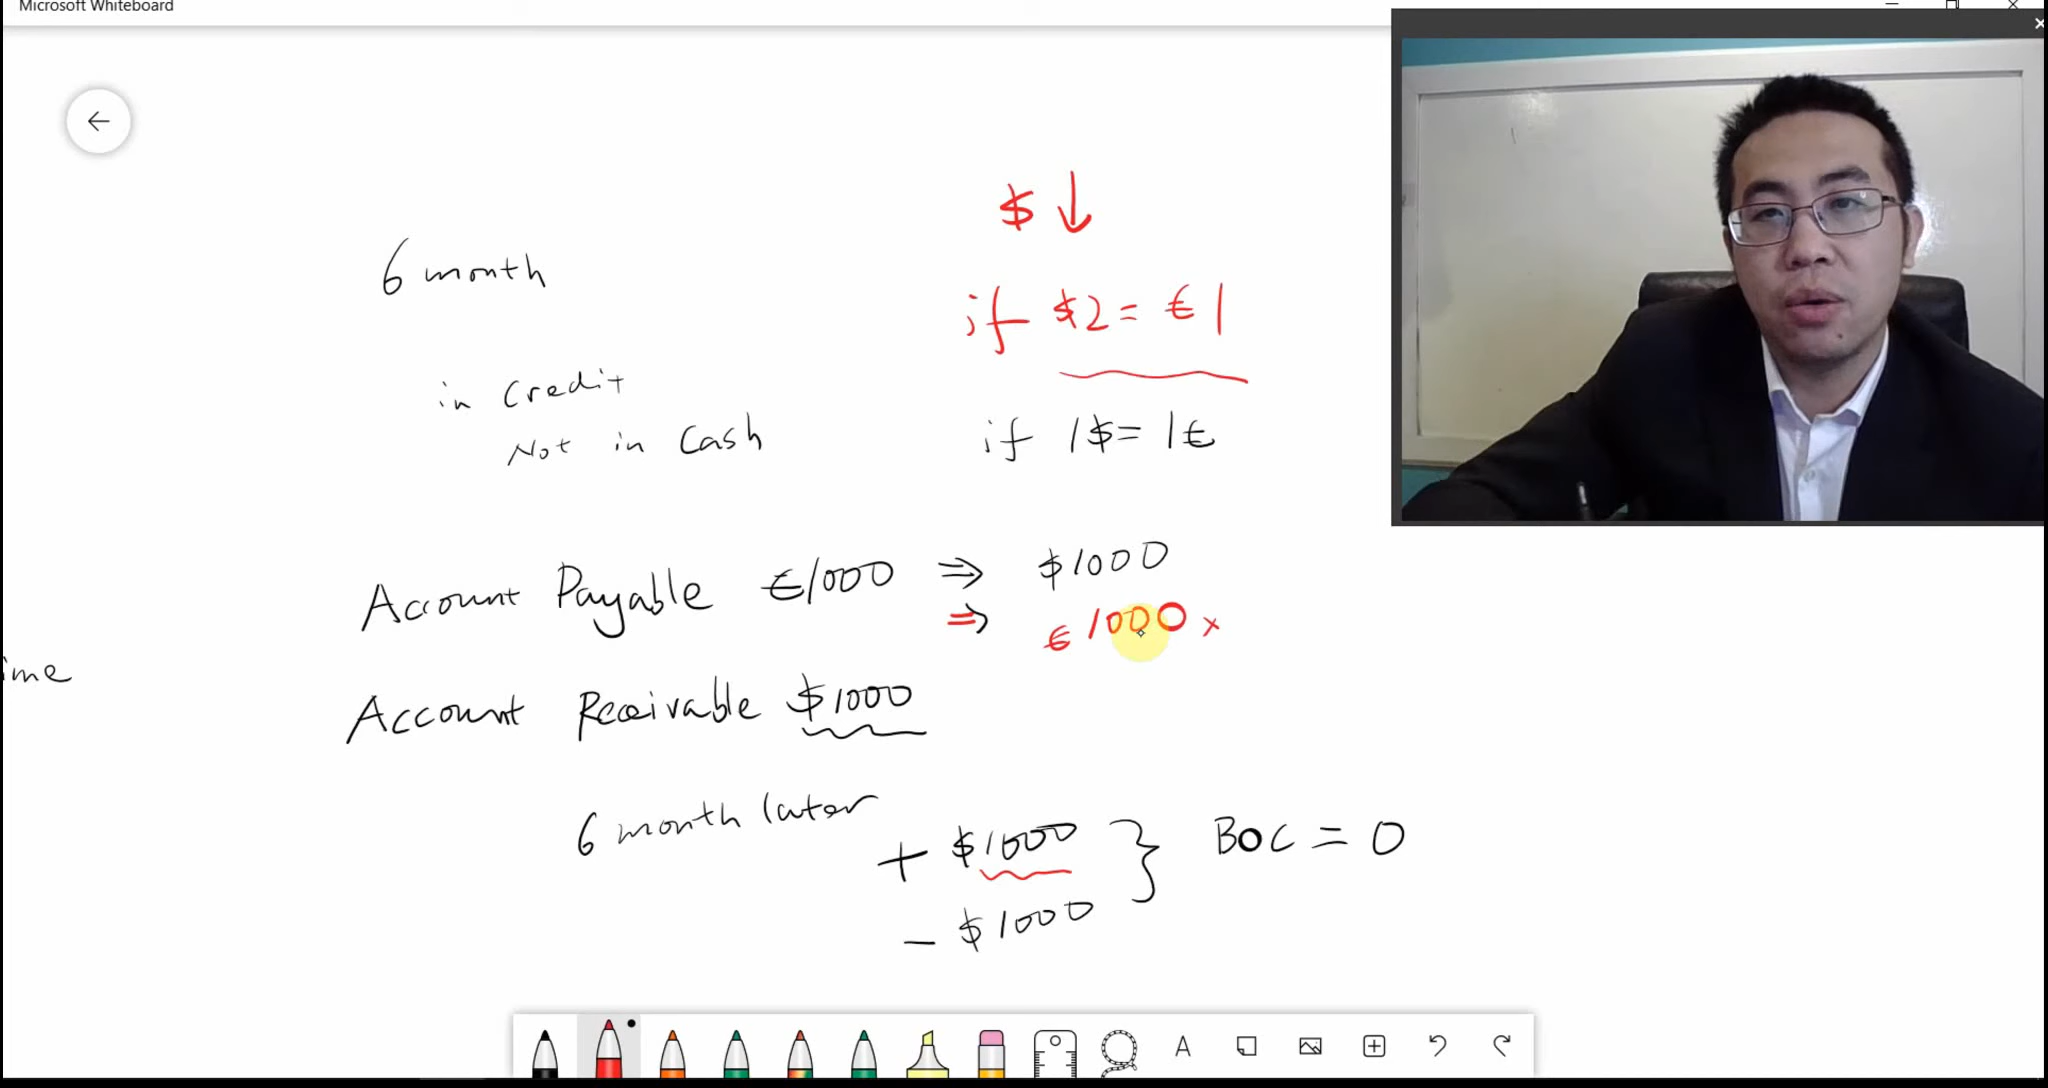 Microsoft Whiteboard
$ ↓
6 month
if $2 = € 1
in Credit
Not in Cash
if 1$ = 1€
Account Payable €1000 ⇒ $1000
⇒ € 1000 x
ime
Account Receivable $1000
6 month later
+ $1000 } BOC = 0
- $1000
A